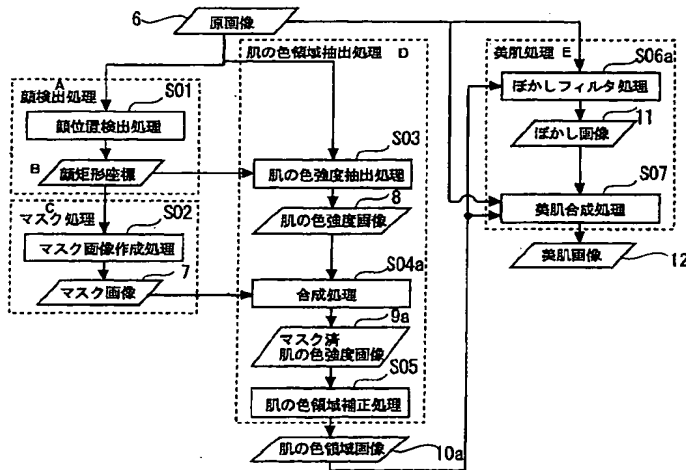 6
原画像
A
顔検出処理
S01
顔位置検出処理
B
顔矩形座標
C
マスク処理
S02
マスク画像作成処理
7
マスク画像
肌の色領域抽出処理 D
S03
肌の色強度抽出処理
8
肌の色強度画像
S04a
合成処理
9a
マスク済
肌の色強度画像
S05
肌の色領域補正処理
肌の色領域画像
10a
美肌処理 E
S06a
ぼかしフィルタ処理
11
ぼかし画像
S07
美肌合成処理
美肌画像
12